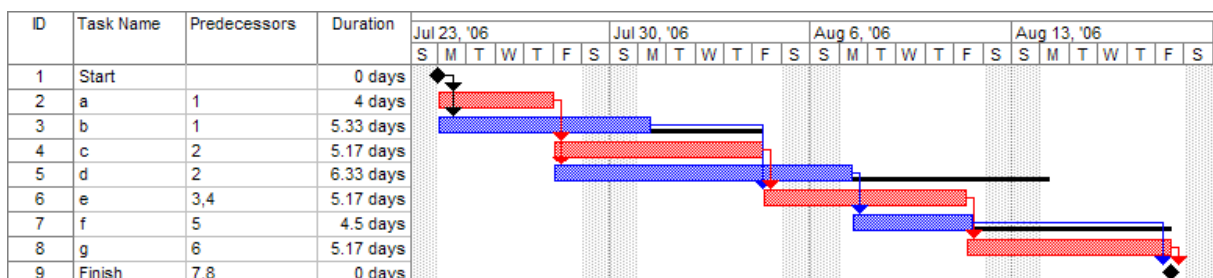 ID Task Name Predecessors Duration Jul 23, '06 Jul 30, '06 Aug 6, '06 Aug 13, '06
S M T W T F S S M T W T F S S M T W T F S S M T W T F S
1 Start 0 days
2 a 1 4 days
3 b 1 5.33 days
4 c 2 5.17 days
5 d 2 6.33 days
6 e 3,4 5.17 days
7 f 5 4.5 days
8 g 6 5.17 days
9 Finish 7,8 0 days